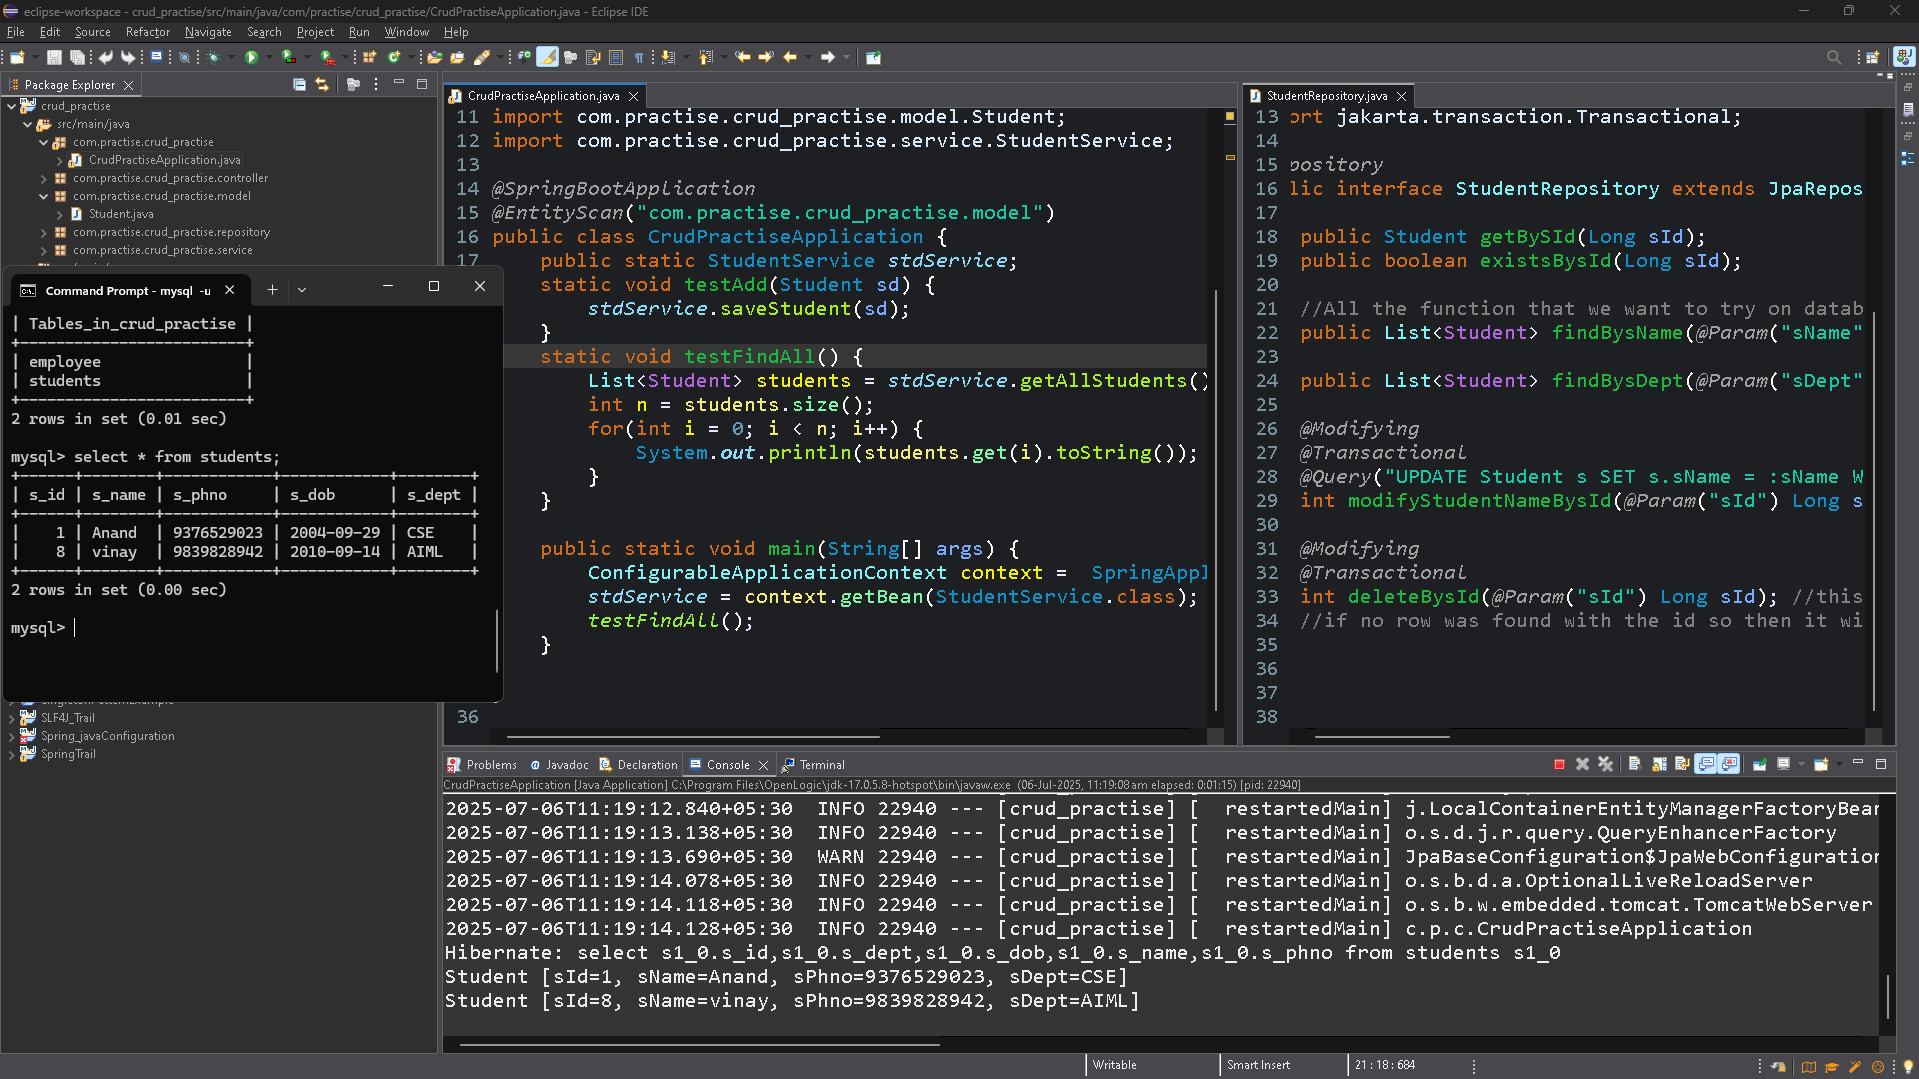 eclipse-workspace - crud_practise/src/main/java/com/practise/crud_practise/CrudPractiseApplication.java - Eclipse IDE
File Edit Source Refactor Navigate Search Project Run Window Help
Package Explorer
crud_practise
src/main/java
com.practise.crud_practise
CrudPractiseApplication.java
com.practise.crud_practise.controller
com.practise.crud_practise.model
Student.java
com.practise.crud_practise.repository
com.practise.crud_practise.service
Command Prompt - mysql -u
| Tables_in_crud_practise |
+-------------------------+
| employee                |
| students                |
+-------------------------+
2 rows in set (0.01 sec)
mysql> select * from students;
+------+--------+------------+------------+--------+
| s_id | s_name | s_phno     | s_dob      | s_dept |
+------+--------+------------+------------+--------+
|    1 | Anand  | 9376529023 | 2004-09-29 | CSE    |
|    8 | vinay  | 9839828942 | 2010-09-14 | AIML   |
+------+--------+------------+------------+--------+
2 rows in set (0.00 sec)
mysql>
SLF4J_Trail
Spring_javaConfiguration
SpringTrail
CrudPractiseApplication.java
11 import com.practise.crud_practise.model.Student;
12 import com.practise.crud_practise.service.StudentService;
13
14 @SpringBootApplication
15 @EntityScan("com.practise.crud_practise.model")
16 public class CrudPractiseApplication {
17 public static StudentService stdService;
static void testAdd(Student sd) {
stdService.saveStudent(sd);
}
static void testFindAll() {
List<Student> students = stdService.getAllStudents()
int n = students.size();
for(int i = 0; i < n; i++) {
System.out.println(students.get(i).toString());
}
}
public static void main(String[] args) {
ConfigurableApplicationContext context = SpringAppl
stdService = context.getBean(StudentService.class);
testFindAll();
}
36
StudentRepository.java
13 ort jakarta.transaction.Transactional;
14
15 pository
16 lic interface StudentRepository extends JpaRepos
17
18 public Student getBySId(Long sId);
19 public boolean existsBysId(Long sId);
20
21 //All the function that we want to try on datab
22 public List<Student> findBysName(@Param("sName"
23
24 public List<Student> findBysDept(@Param("sDept"
25
26 @Modifying
27 @Transactional
28 @Query("UPDATE Student s SET s.sName = :sName W
29 int modifyStudentNameBysId(@Param("sId") Long s
30
31 @Modifying
32 @Transactional
33 int deleteBysId(@Param("sId") Long sId); //this
34 //if no row was found with the id so then it wi
35
36
37
38
Problems Javadoc Declaration Console Terminal
CrudPractiseApplication [Java Application] C:\Program Files\OpenLogic\jdk-17.0.5.8-hotspot\bin\javaw.exe (06-Jul-2025, 11:19:08 am elapsed: 0:01:15) [pid: 22940]
2025-07-06T11:19:12.840+05:30  INFO 22940 --- [crud_practise] [  restartedMain] j.LocalContainerEntityManagerFactoryBean
2025-07-06T11:19:13.138+05:30  INFO 22940 --- [crud_practise] [  restartedMain] o.s.d.j.r.query.QueryEnhancerFactory
2025-07-06T11:19:13.690+05:30  WARN 22940 --- [crud_practise] [  restartedMain] JpaBaseConfiguration$JpaWebConfiguration
2025-07-06T11:19:14.078+05:30  INFO 22940 --- [crud_practise] [  restartedMain] o.s.b.d.a.OptionalLiveReloadServer
2025-07-06T11:19:14.118+05:30  INFO 22940 --- [crud_practise] [  restartedMain] o.s.b.w.embedded.tomcat.TomcatWebServer
2025-07-06T11:19:14.128+05:30  INFO 22940 --- [crud_practise] [  restartedMain] c.p.c.CrudPractiseApplication
Hibernate: select s1_0.s_id,s1_0.s_dept,s1_0.s_dob,s1_0.s_name,s1_0.s_phno from students s1_0
Student [sId=1, sName=Anand, sPhno=9376529023, sDept=CSE]
Student [sId=8, sName=vinay, sPhno=9839828942, sDept=AIML]
Writable
Smart Insert
21 : 18 : 684